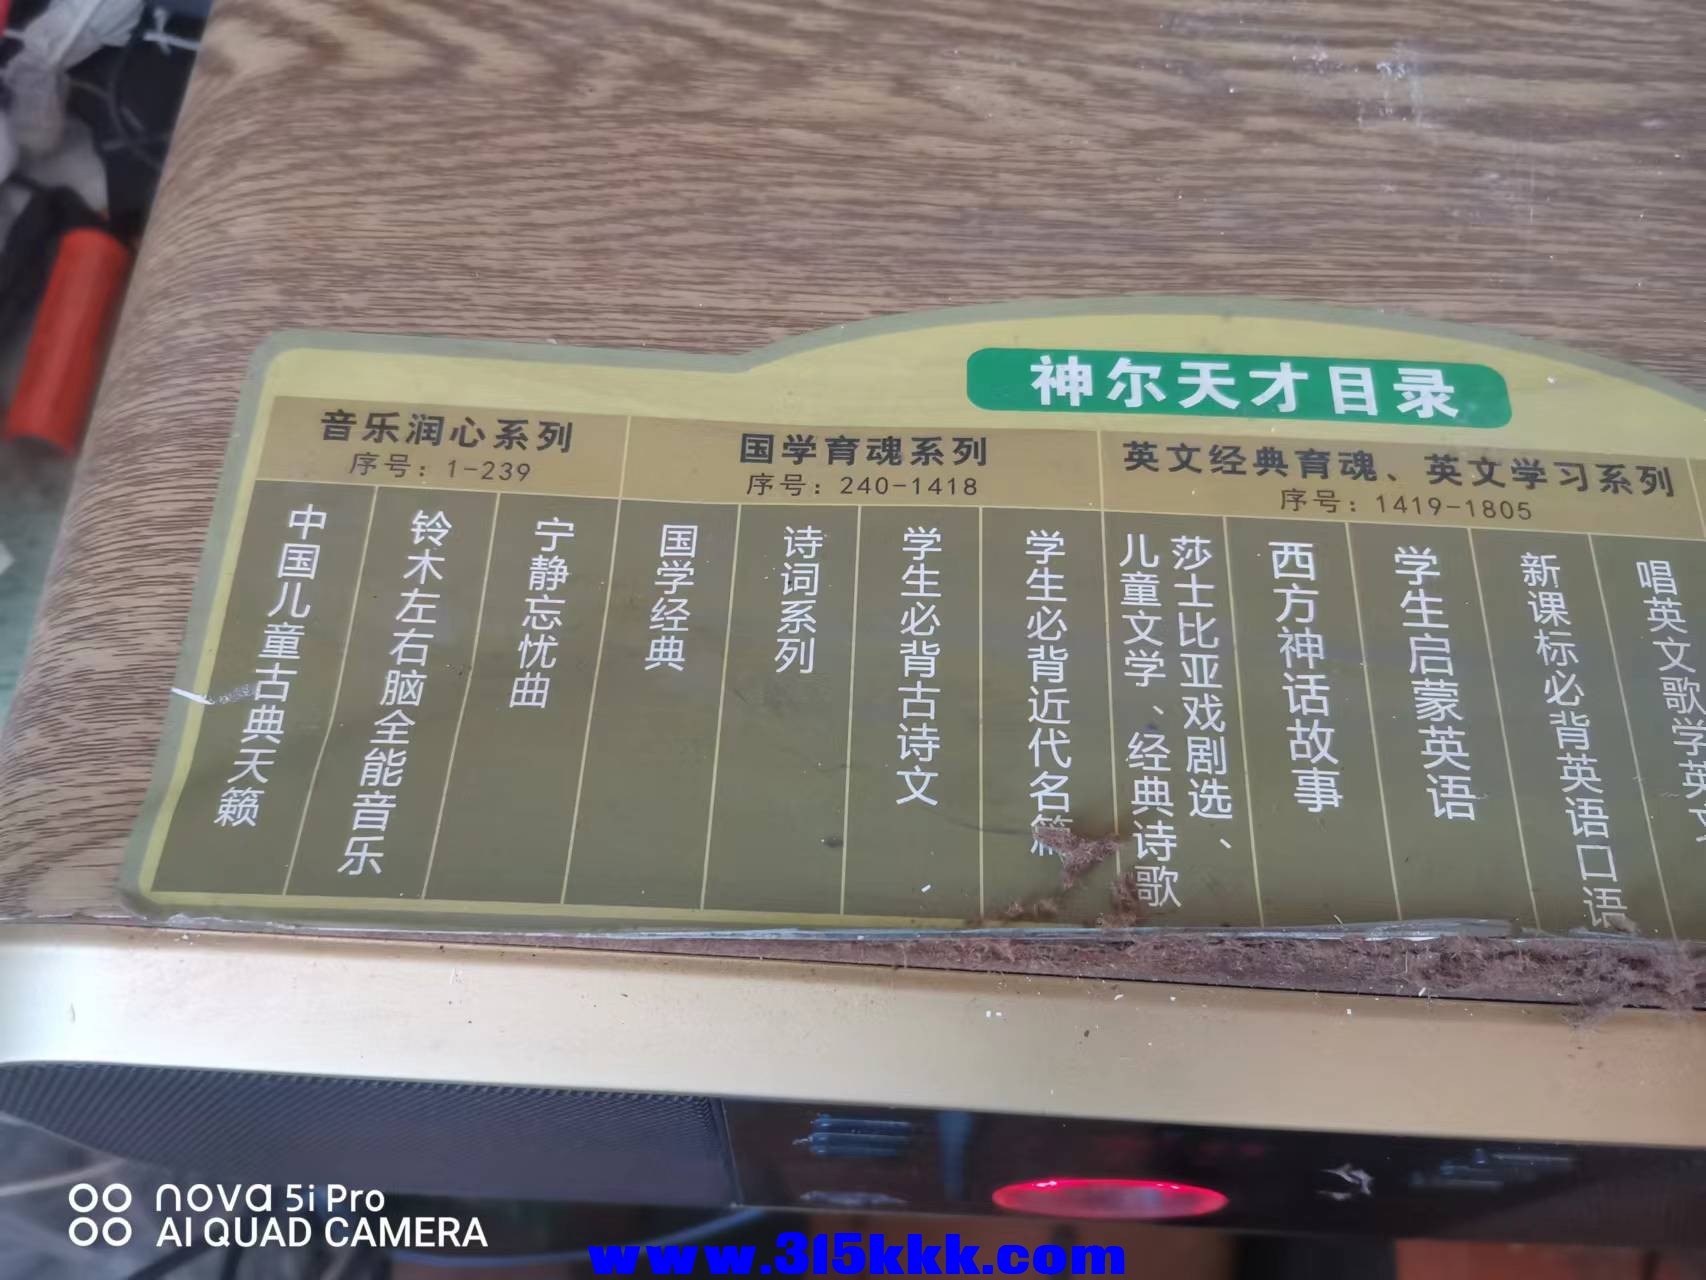 神尔天才目录
音乐润心系列
序号：1-239
中国儿童古典天籁
铃木左右脑全能音乐
宁静忘忧曲
国学育魂系列
序号：240-1418
国学经典
诗词系列
学生必背古诗文
学生必背近代名篇
英文经典育魂、英文学习系列
序号：1419-1805
莎士比亚戏剧选、
儿童文学、经典诗歌
西方神话故事
学生启蒙英语
新课标必背英语口语
唱英文歌学英文
nova 5i Pro
AI QUAD CAMERA
www.315kkk.com